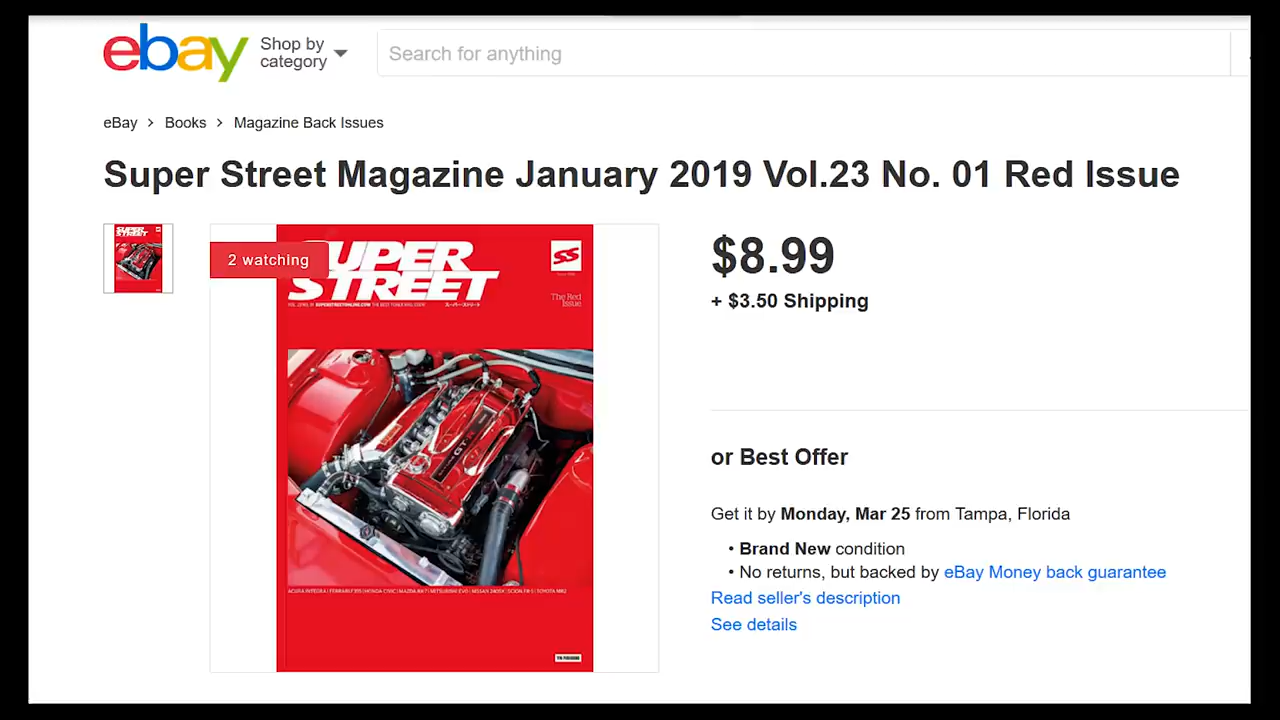 ebay
Shop by
category
Search for anything
eBay > Books > Magazine Back Issues
Super Street Magazine January 2019 Vol.23 No. 01 Red Issue
2 watching
SUPER
STREET
SS
The Red
Issue
$8.99
+ $3.50 Shipping
or Best Offer
Get it by Monday, Mar 25 from Tampa, Florida
• Brand New condition
• No returns, but backed by eBay Money back guarantee
Read seller's description
See details